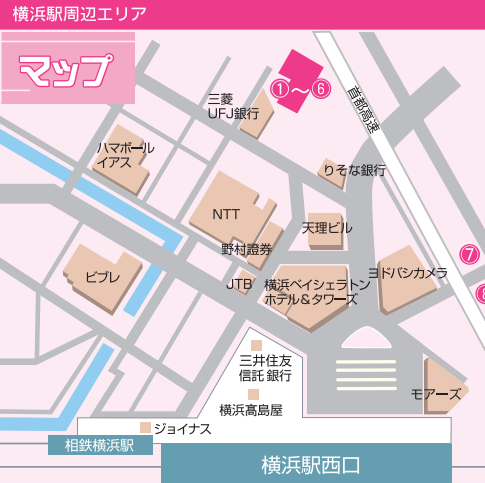 横浜駅周辺エリア
マップ
①～⑥
首都高速
三菱
UFJ銀行
ハマボール
イアス
りそな銀行
NTT
天理ビル
野村證券
⑦
ビブレ
JTB
横浜ベイシェラトン
ホテル＆タワーズ
ヨドバシカメラ
⑧
三井住友
信託銀行
モアーズ
横浜髙島屋
ジョイナス
相鉄横浜駅
横浜駅西口